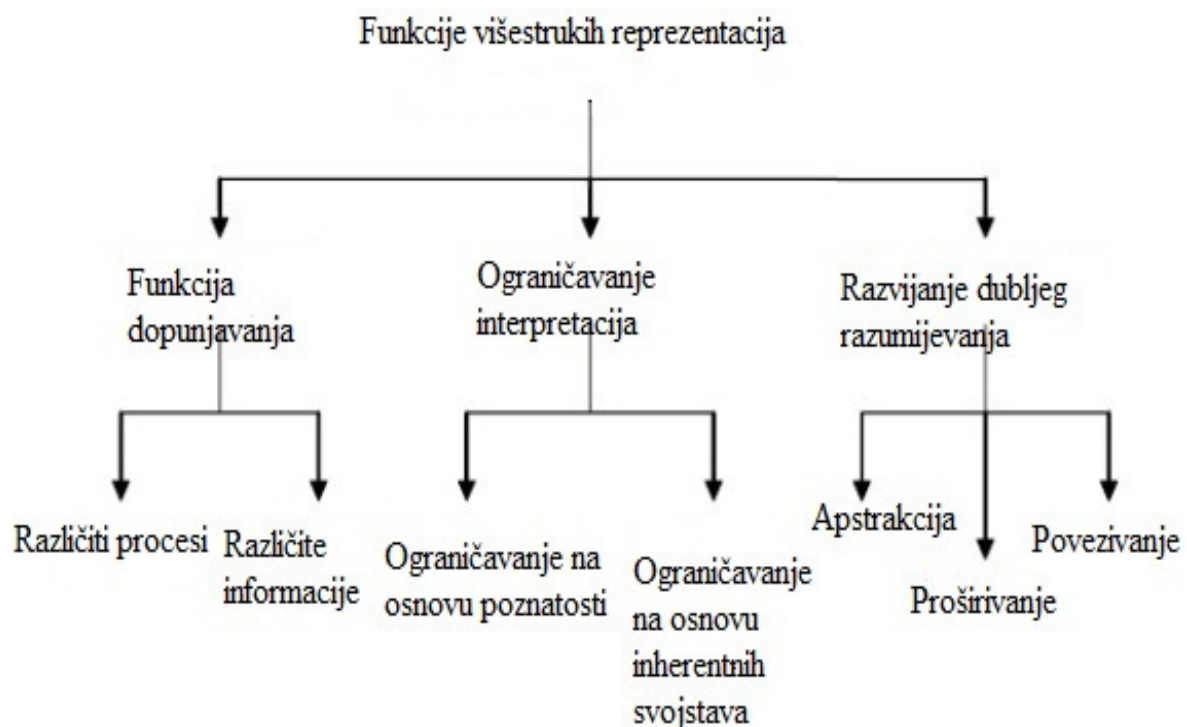 Funkcije višestrukih reprezentacija
Funkcija
dopunjavanja
Ograničavanje
interpretacija
Razvijanje dubljeg
razumijevanja
Različiti procesi
Različite
informacije
Ograničavanje na
osnovu poznatosti
Ograničavanje
na osnovu
inherentnih
svojstava
Apstrakcija
Proširivanje
Povezivanje